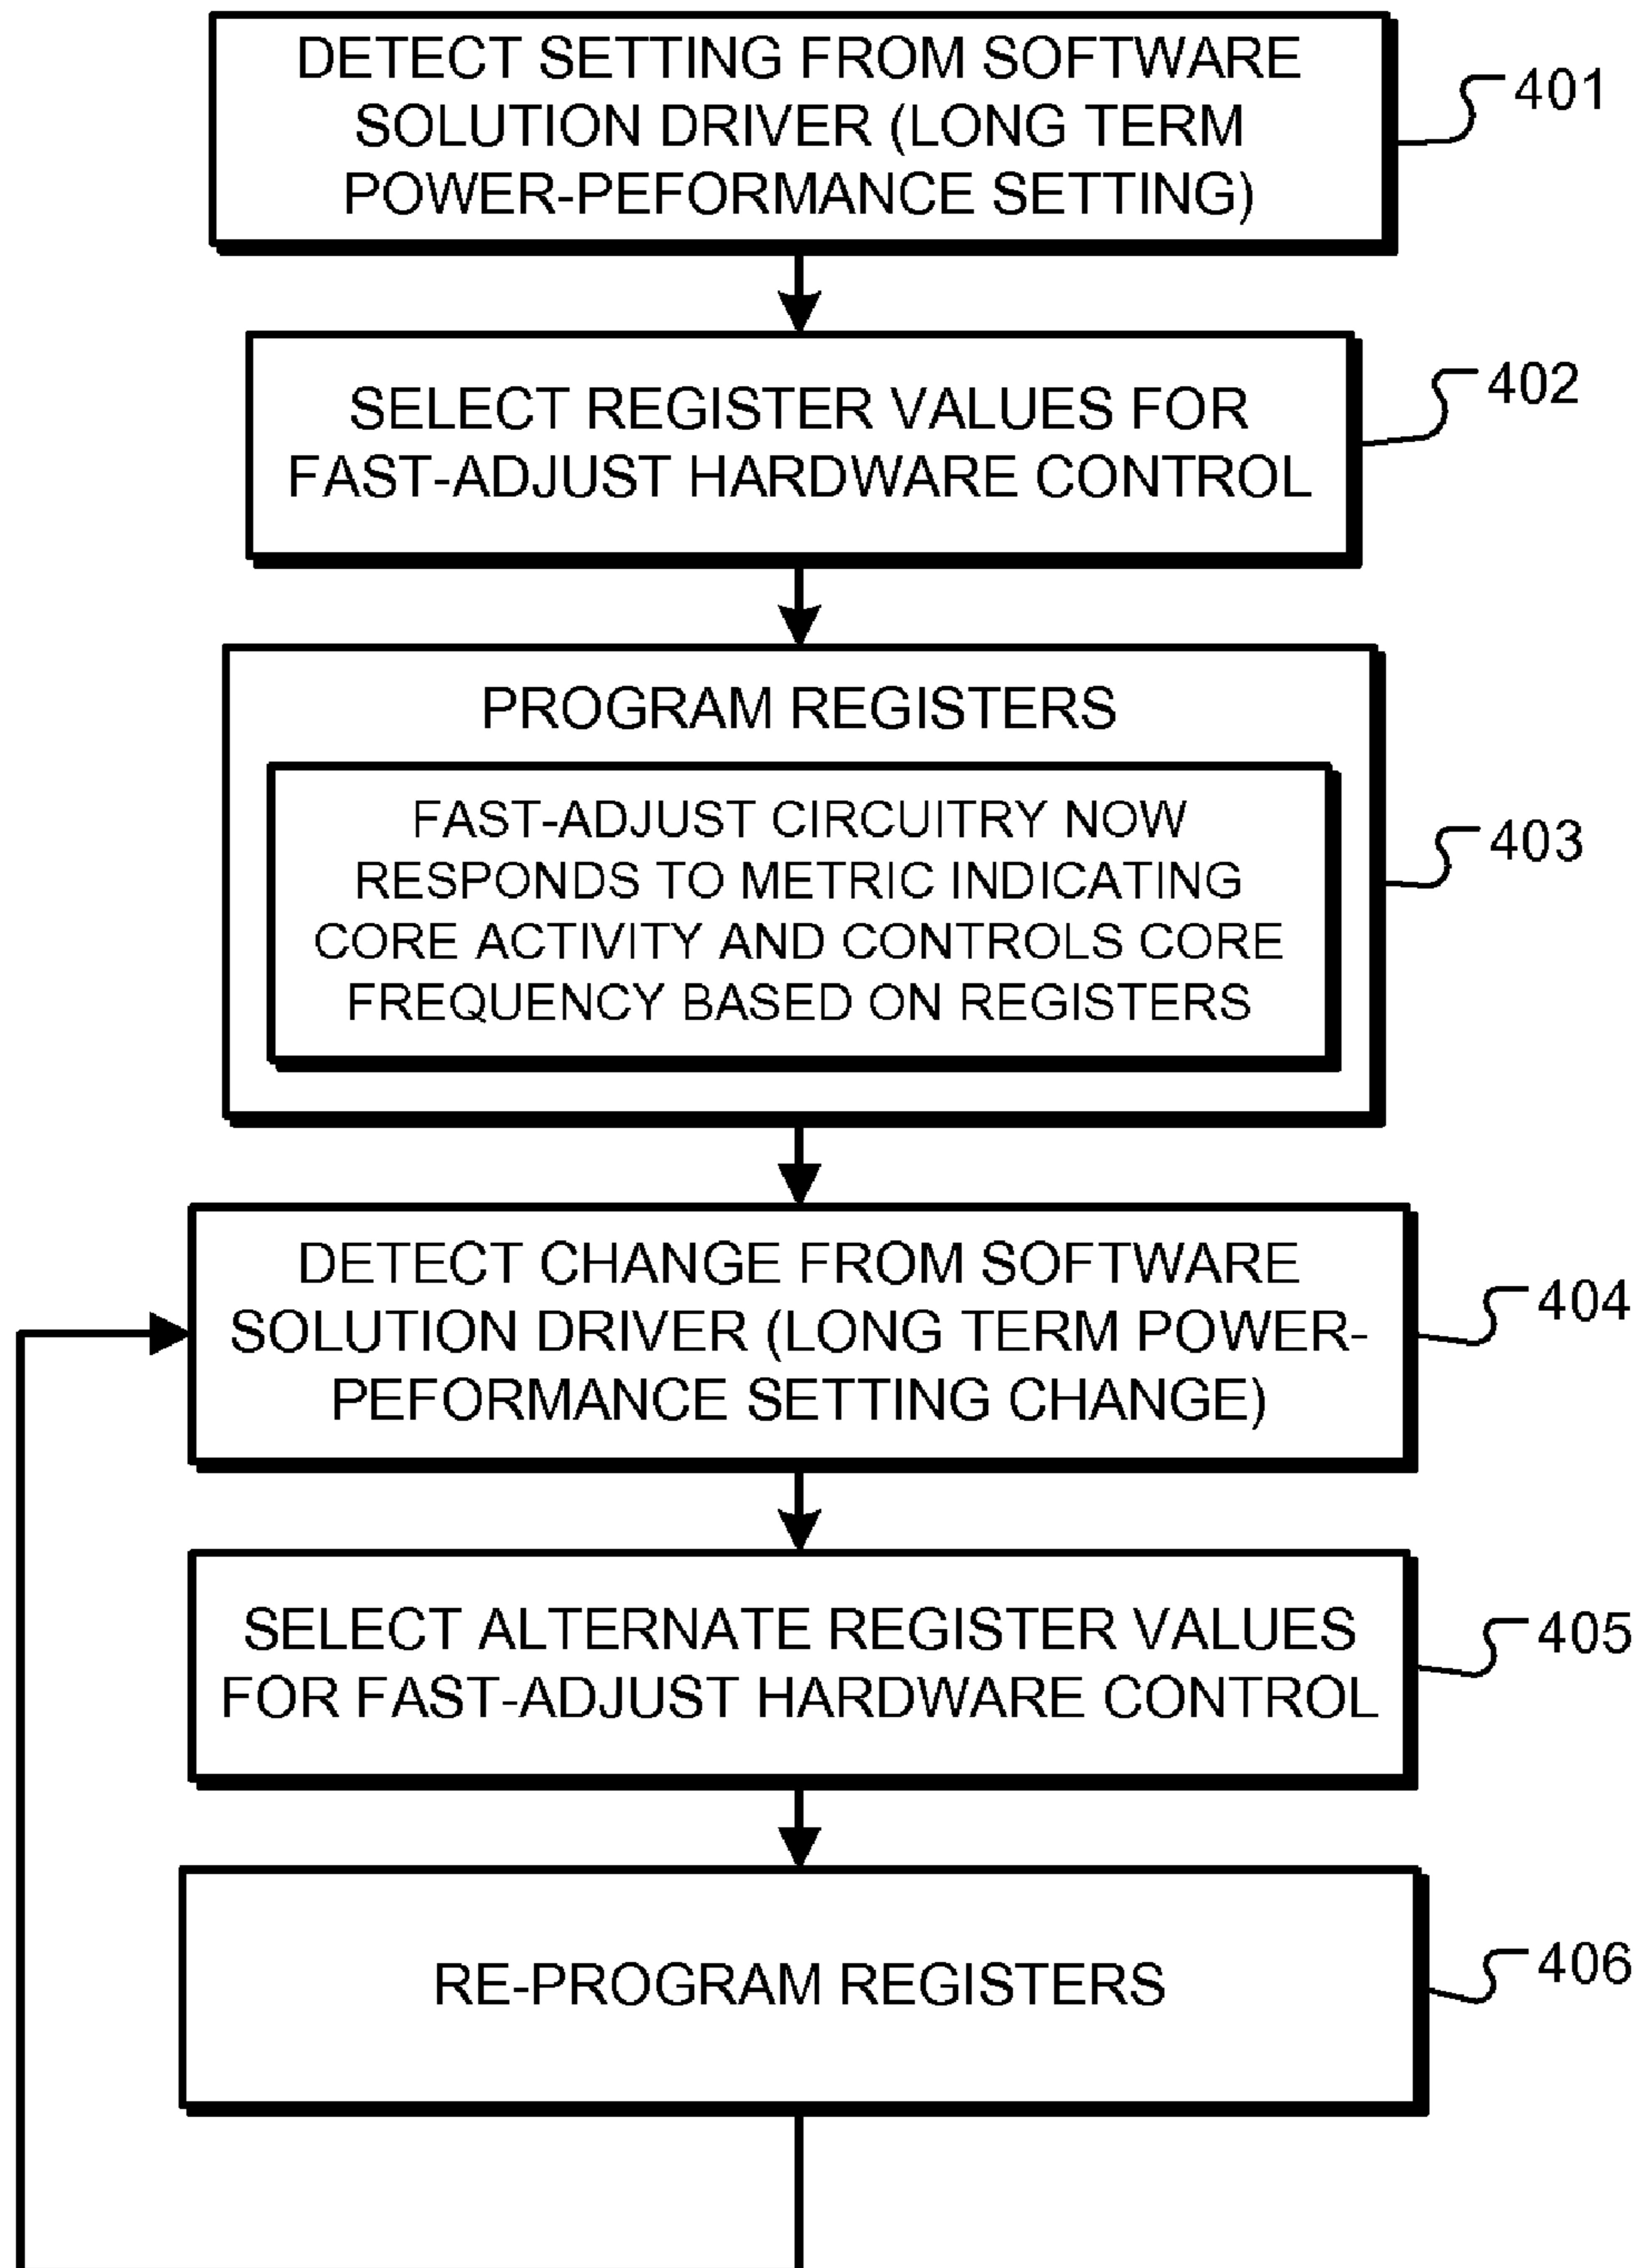 DETECT SETTING FROM SOFTWARE
SOLUTION DRIVER (LONG TERM
POWER-PEFORMANCE SETTING)
401
SELECT REGISTER VALUES FOR
FAST-ADJUST HARDWARE CONTROL
402
PROGRAM REGISTERS
FAST-ADJUST CIRCUITRY NOW
RESPONDS TO METRIC INDICATING
CORE ACTIVITY AND CONTROLS CORE
FREQUENCY BASED ON REGISTERS
403
DETECT CHANGE FROM SOFTWARE
SOLUTION DRIVER (LONG TERM POWER-
PEFORMANCE SETTING CHANGE)
404
SELECT ALTERNATE REGISTER VALUES
FOR FAST-ADJUST HARDWARE CONTROL
405
RE-PROGRAM REGISTERS
406